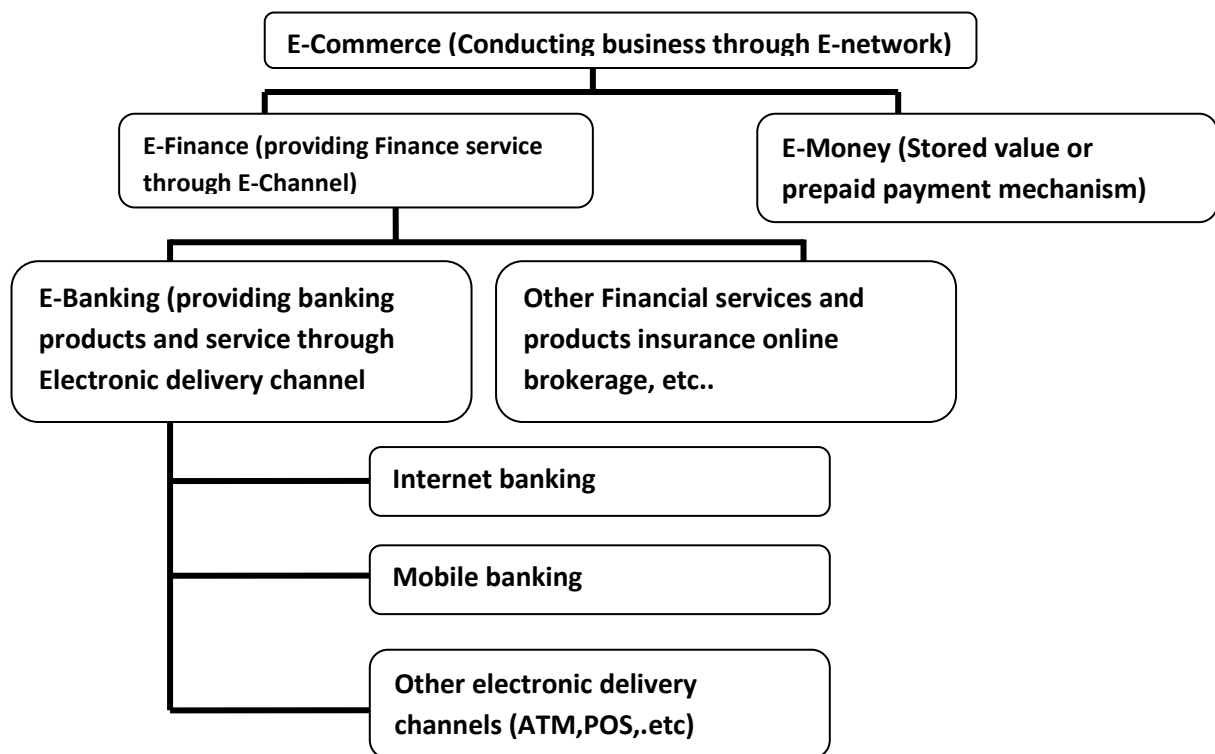 E-Commerce (Conducting business through E-network)
E-Finance (providing Finance service
through E-Channel)
E-Money (Stored value or
prepaid payment mechanism)
E-Banking (providing banking
products and service through
Electronic delivery channel
Other Financial services and
products insurance online
brokerage, etc..
Internet banking
Mobile banking
Other electronic delivery
channels (ATM,POS,.etc)